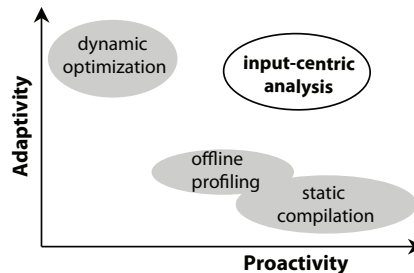 dynamic
optimization
input-centric
analysis
offline
profiling
static
compilation
Adaptivity
Proactivity